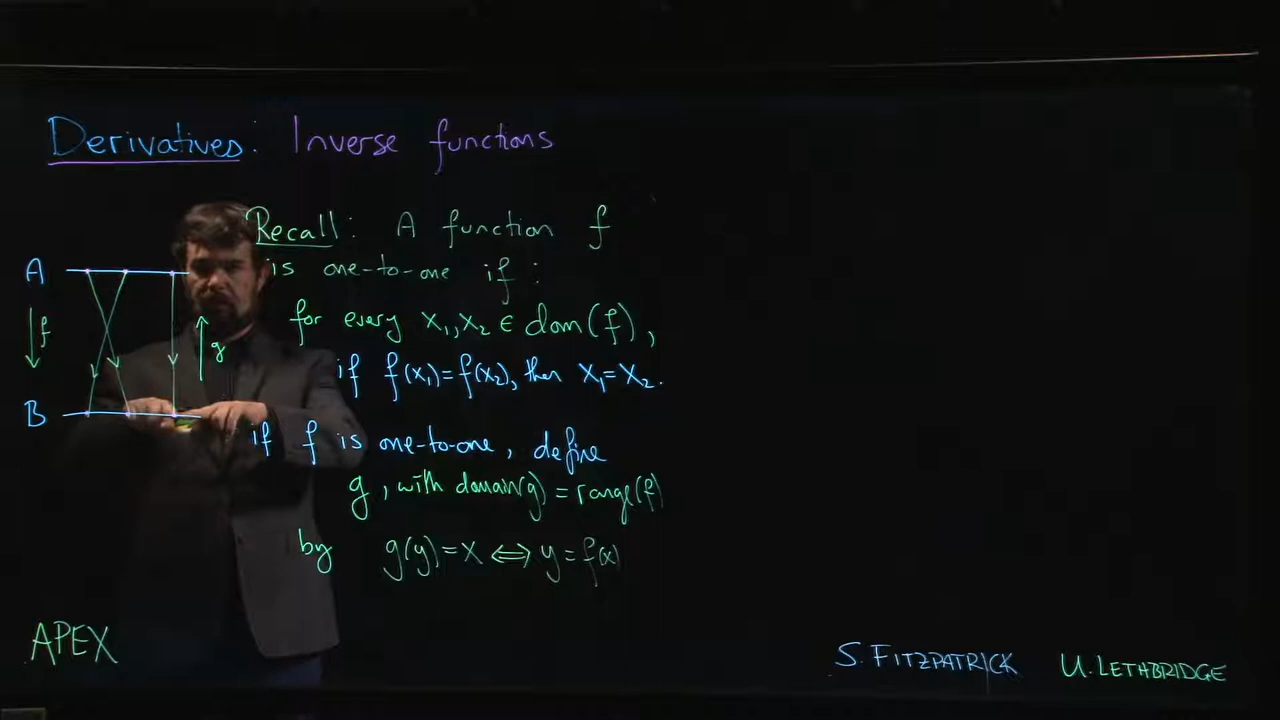 Derivatives: Inverse functions
Recall: A function f
is one-to-one if:
for every x₁,x₂ ∈ dom(f),
if f(x₁)=f(x₂), then x₁=x₂.
A
f
g
B
if f is one-to-one, define
g, with domain(g) = range(f)
by g(y)=x ⟺ y=f(x)
APEX
S. FITZPATRICK U. LETHBRIDGE